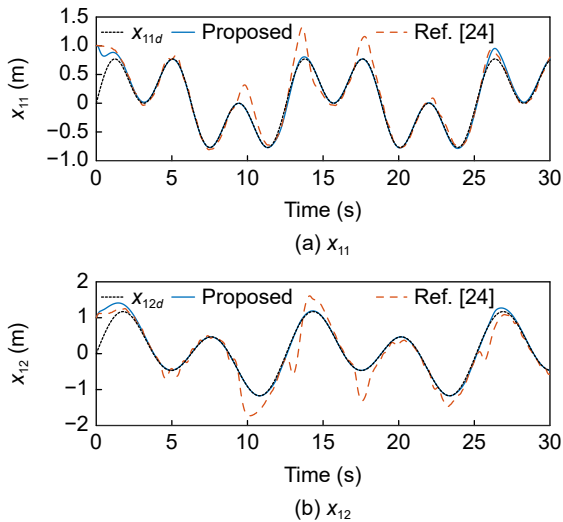 1.5
1.0
0.5
0
−0.5
−1.0
x₁₁ (m)
x₁₁d Proposed Ref. [24]
0 5 10 15 20 25 30
Time (s)
(a) x₁₁
2
1
0
−1
−2
x₁₂ (m)
x₁₂d Proposed Ref. [24]
0 5 10 15 20 25 30
Time (s)
(b) x₁₂